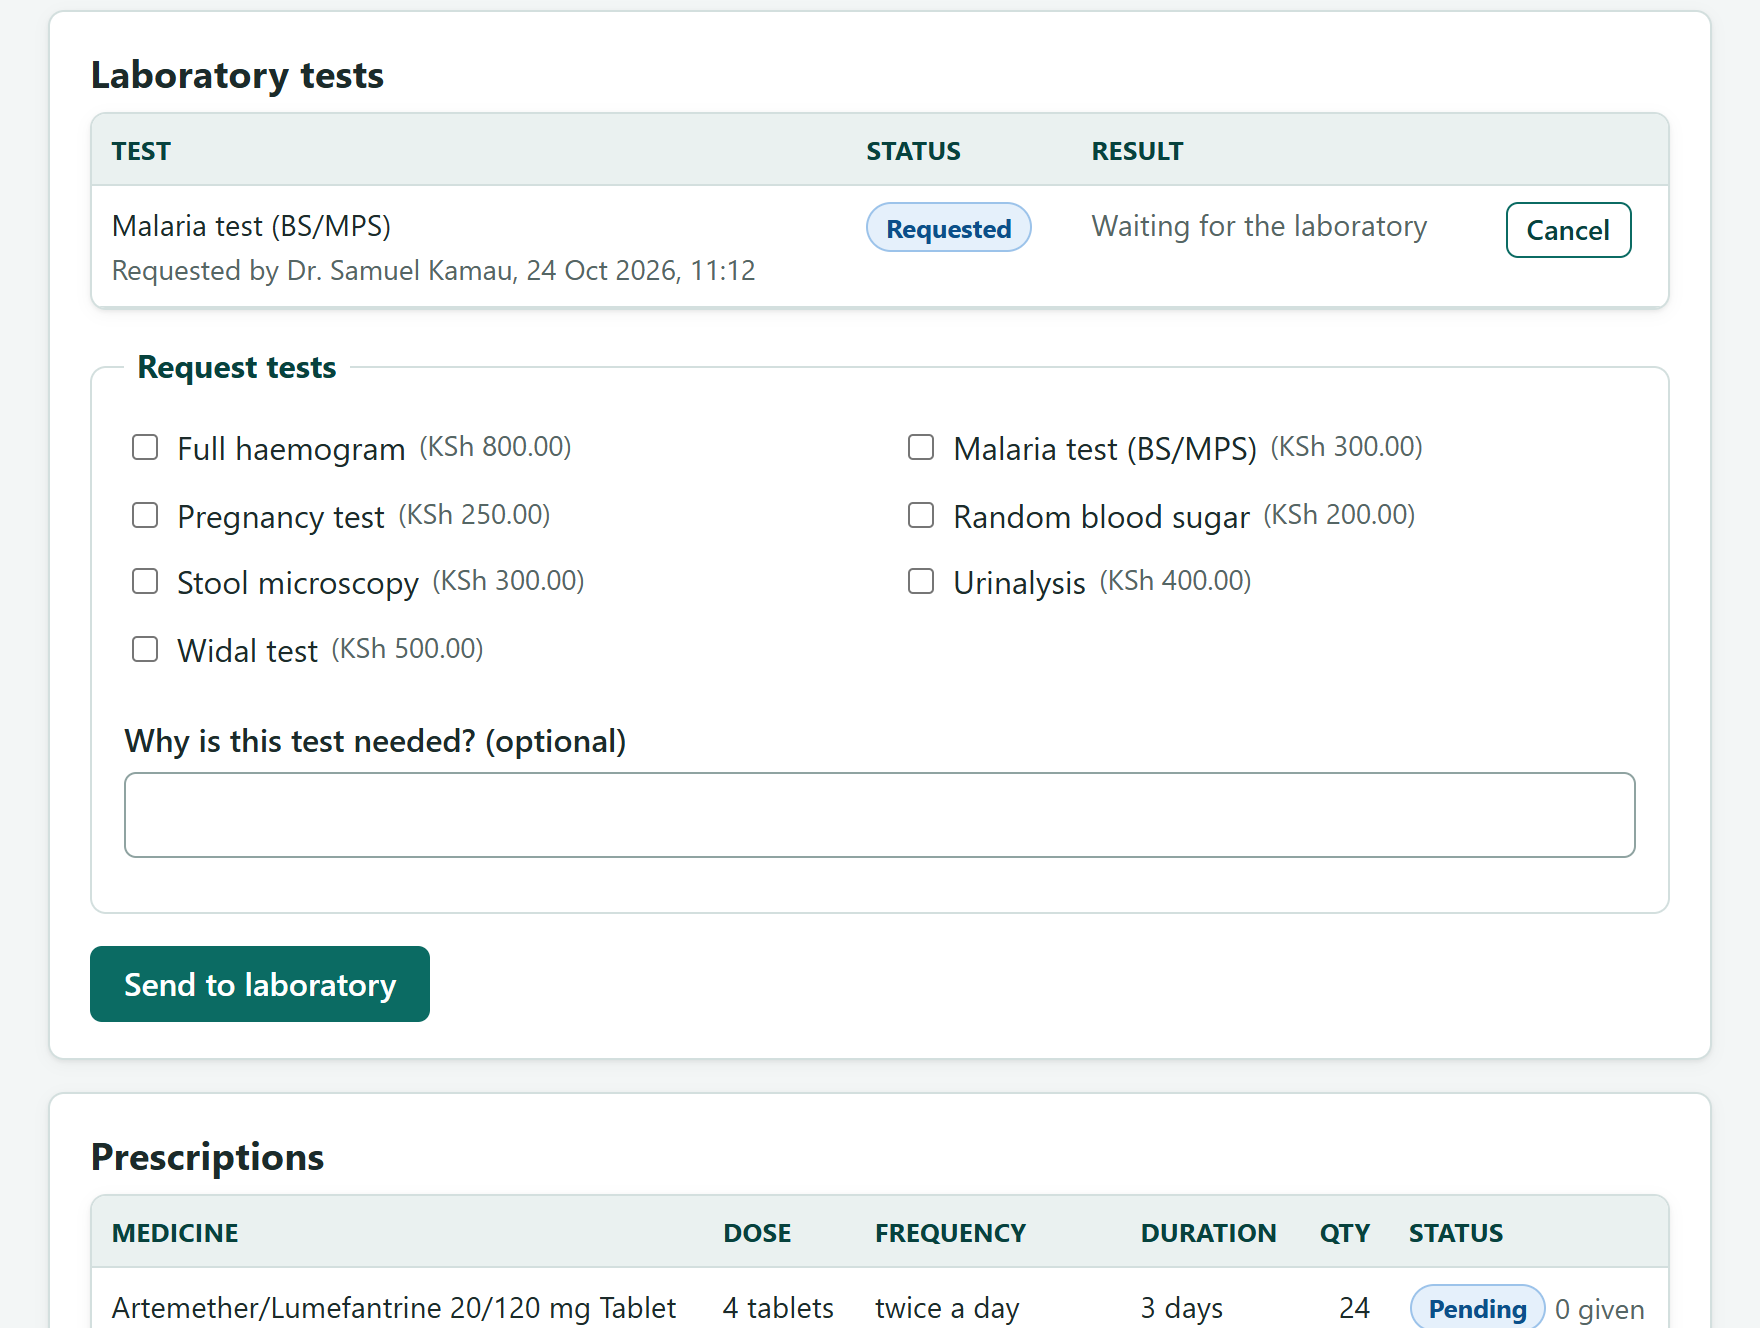 Laboratory tests
TEST STATUS RESULT
Malaria test (BS/MPS) Requested Waiting for the laboratory Cancel
Requested by Dr. Samuel Kamau, 24 Oct 2026, 11:12
Request tests
Full haemogram (KSh 800.00) Malaria test (BS/MPS) (KSh 300.00)
Pregnancy test (KSh 250.00) Random blood sugar (KSh 200.00)
Stool microscopy (KSh 300.00) Urinalysis (KSh 400.00)
Widal test (KSh 500.00)
Why is this test needed? (optional)
Send to laboratory
Prescriptions
MEDICINE DOSE FREQUENCY DURATION QTY STATUS
Artemether/Lumefantrine 20/120 mg Tablet 4 tablets twice a day 3 days 24 Pending 0 given